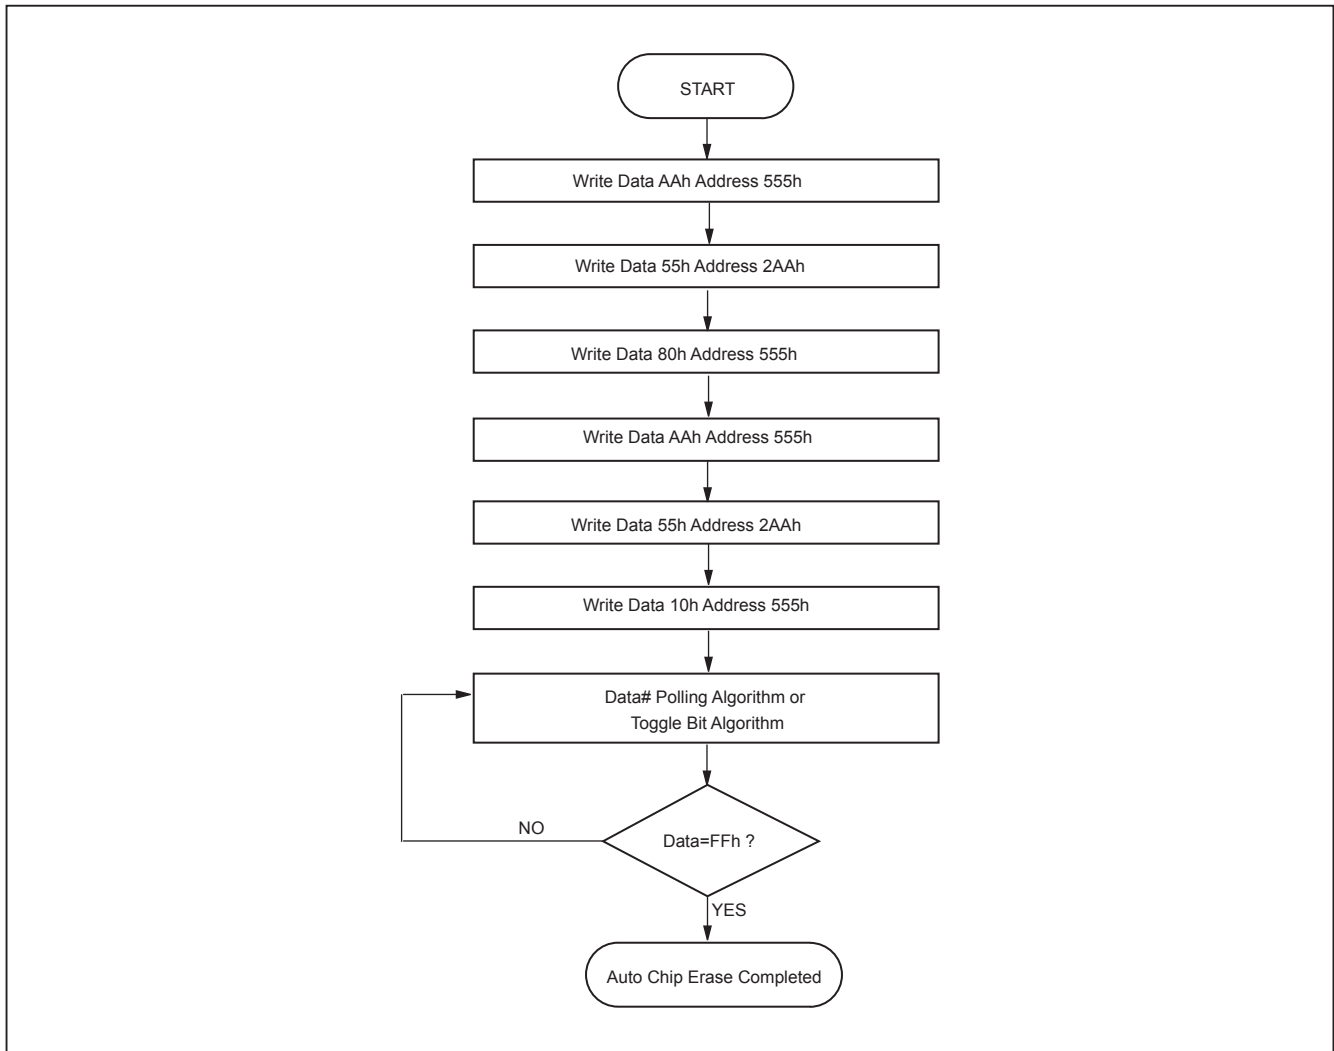 START
Write Data AAh Address 555h
Write Data 55h Address 2AAh
Write Data 80h Address 555h
Write Data AAh Address 555h
Write Data 55h Address 2AAh
Write Data 10h Address 555h
Data# Polling Algorithm or
Toggle Bit Algorithm
NO
Data=FFh ?
YES
Auto Chip Erase Completed